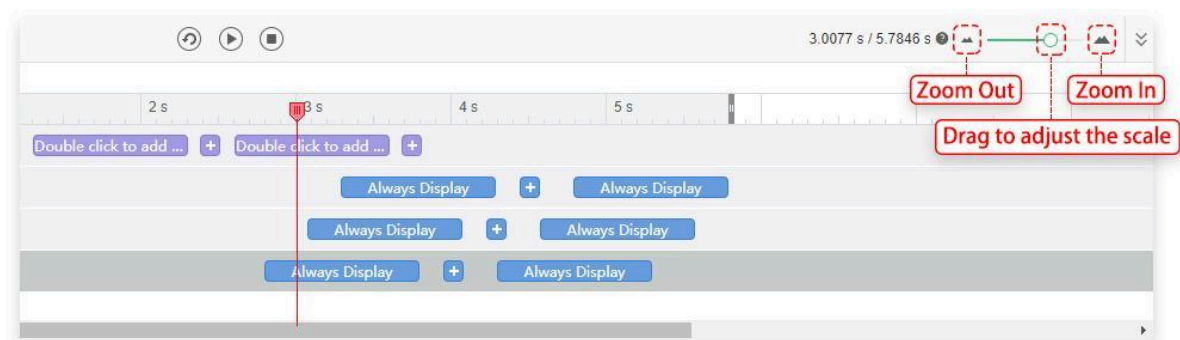 3.0077 s / 5.7846 s
Zoom Out
Zoom In
2 s
3 s
4 s
5 s
Drag to adjust the scale
Double click to add ...
+
Double click to add ...
+
Always Display
+
Always Display
Always Display
+
Always Display
Always Display
+
Always Display